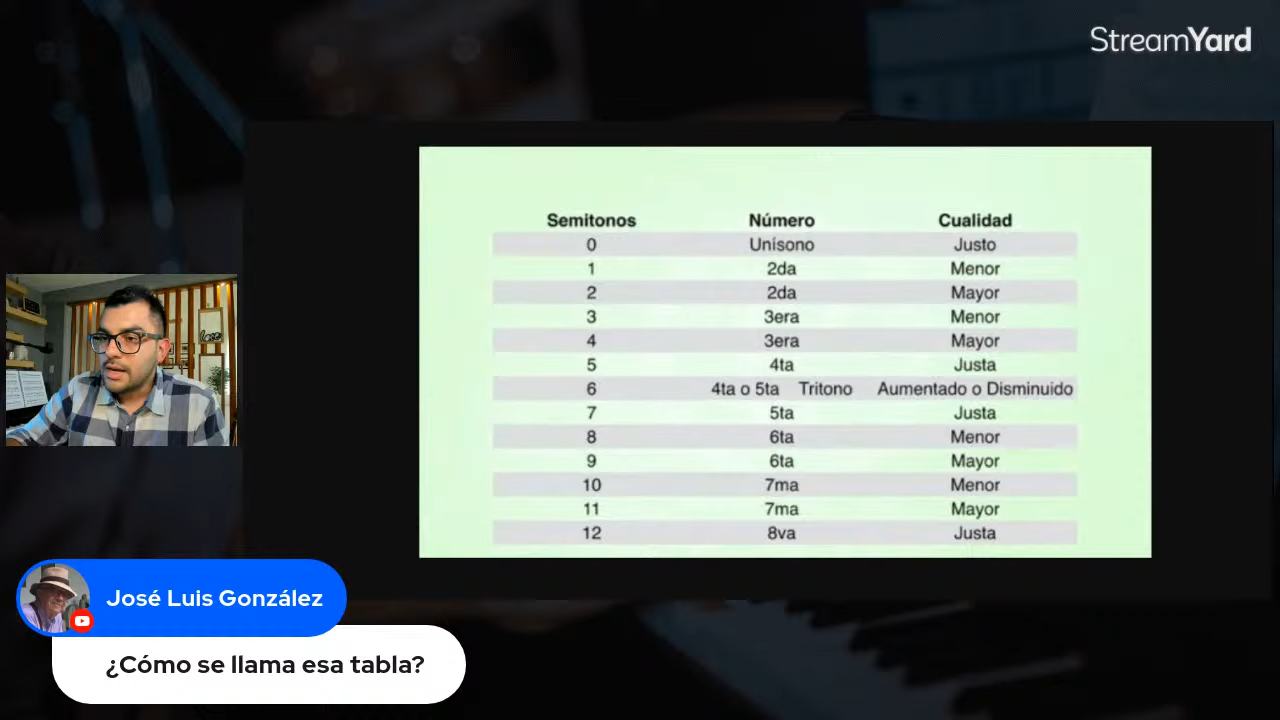 StreamYard
Semitonos Número Cualidad
0 Unísono Justo
1 2da Menor
2 2da Mayor
3 3era Menor
4 3era Mayor
5 4ta Justa
6 4ta o 5ta Tritono Aumentado o Disminuido
7 5ta Justa
8 6ta Menor
9 6ta Mayor
10 7ma Menor
11 7ma Mayor
12 8va Justa
José Luis González
¿Cómo se llama esa tabla?